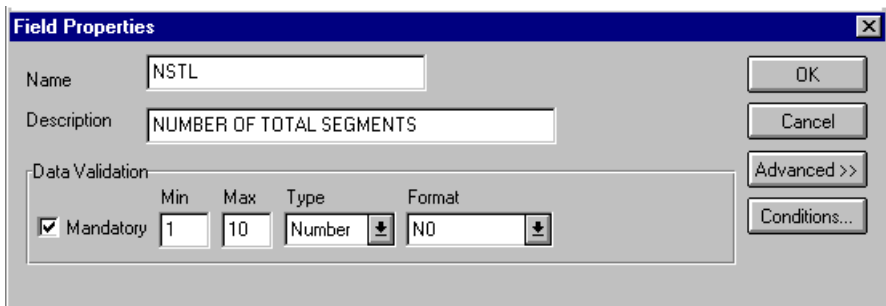 Field Properties
Name NSTL OK
Description NUMBER OF TOTAL SEGMENTS Cancel
Data Validation Advanced >>
Min Max Type Format
Mandatory 1 10 Number N0 Conditions...